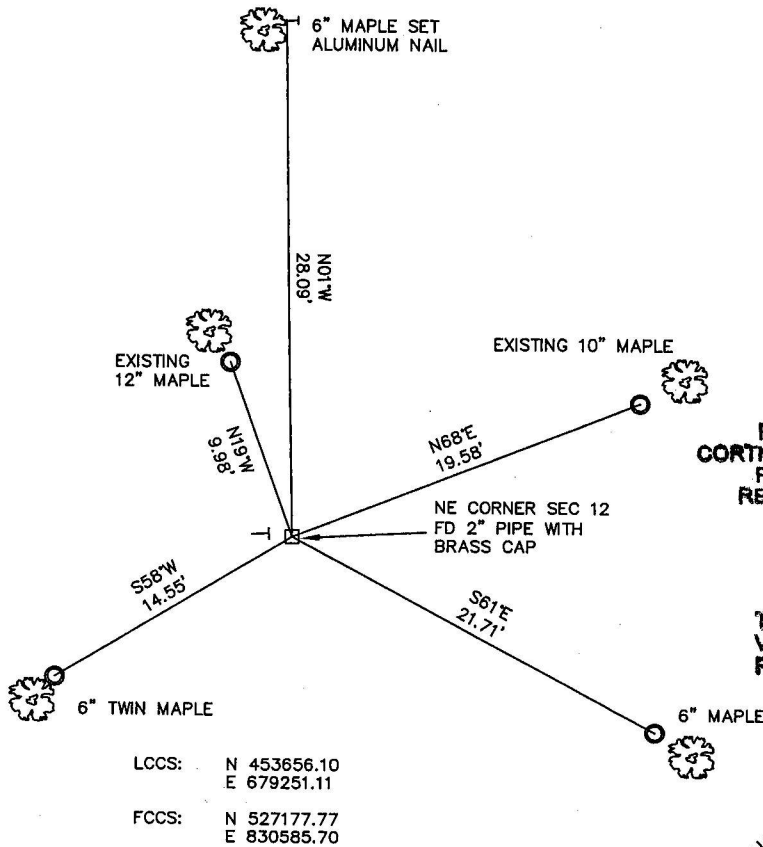 6" MAPLE SET
ALUMINUM NAIL
N01°W
28.09'
EXISTING
12" MAPLE
EXISTING 10" MAPLE
N19°W
9.98'
N68°E
19.58'
NE CORNER SEC 12
FD 2" PIPE WITH
BRASS CAP
S58°W
14.55'
S61°E
21.71'
6" TWIN MAPLE
6" MAPLE
LCCS: N 453656.10
E 679251.11
FCCS: N 527177.77
E 830585.70